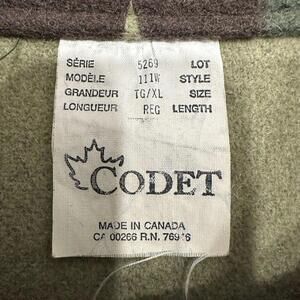 SÉRIE 5269 LOT
MODÈLE 111W STYLE
GRANDEUR TG/XL SIZE
LONGUEUR REG LENGTH
CODET
MADE IN CANADA
CA 00266 R.N.